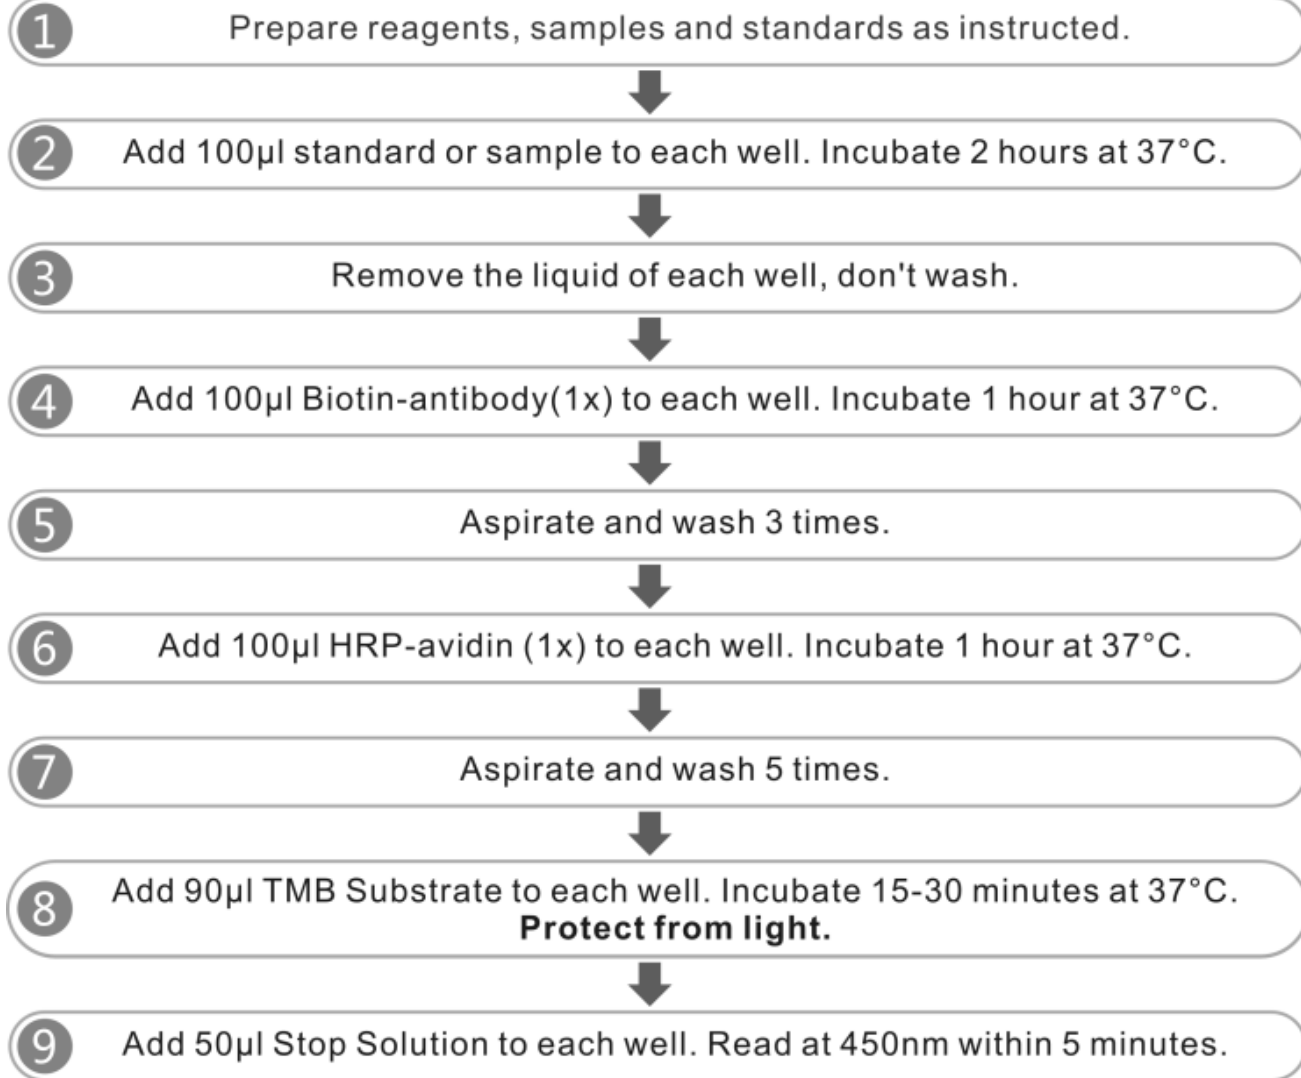 1 Prepare reagents, samples and standards as instructed.
2 Add 100µl standard or sample to each well. Incubate 2 hours at 37°C.
3 Remove the liquid of each well, don't wash.
4 Add 100µl Biotin-antibody(1x) to each well. Incubate 1 hour at 37°C.
5 Aspirate and wash 3 times.
6 Add 100µl HRP-avidin (1x) to each well. Incubate 1 hour at 37°C.
7 Aspirate and wash 5 times.
8 Add 90µl TMB Substrate to each well. Incubate 15-30 minutes at 37°C.
Protect from light.
9 Add 50µl Stop Solution to each well. Read at 450nm within 5 minutes.